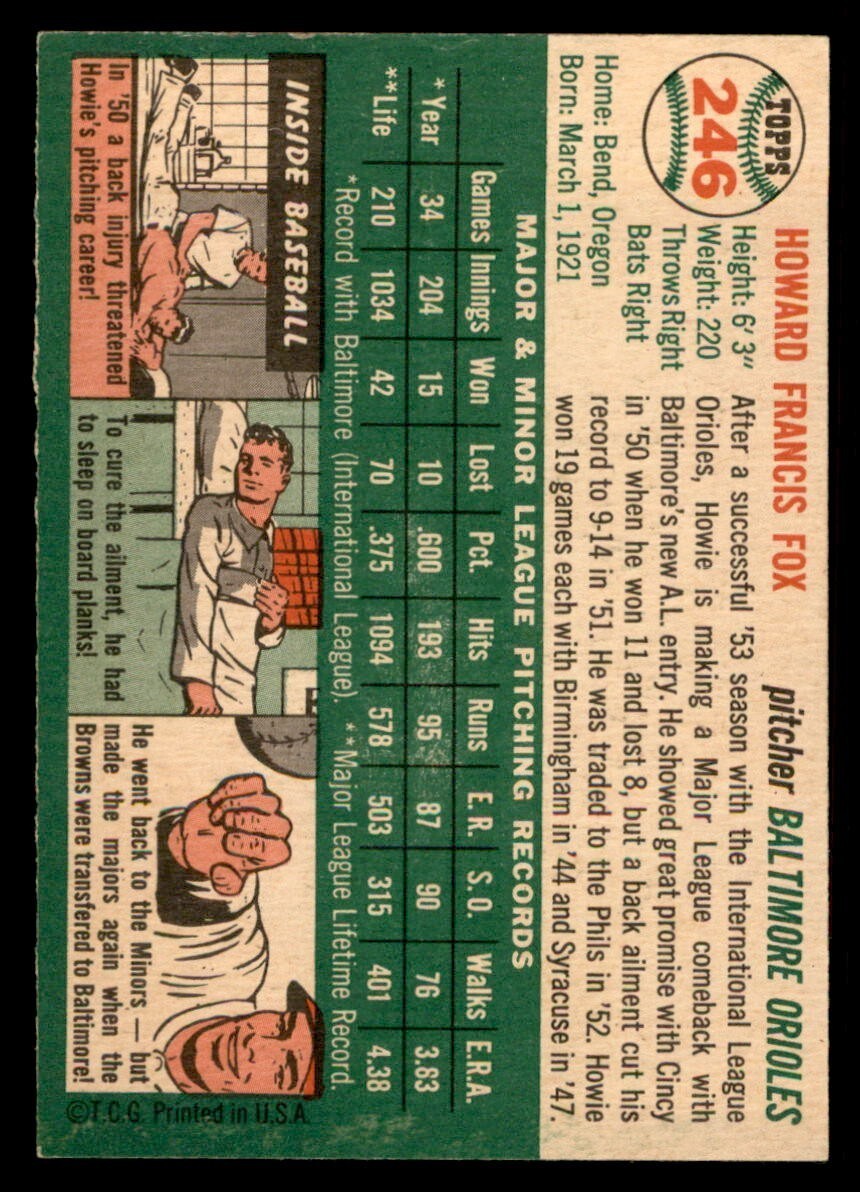 TOPPS
246
HOWARD FRANCIS FOX pitcher BALTIMORE ORIOLES
Height: 6' 3"
Weight: 220
Throws Right
Bats Right
Home: Bend, Oregon
Born: March 1, 1921
After a successful '53 season with the International League
Orioles, Howie is making a Major League comeback with
Baltimore's new A.L. entry. He showed great promise with Cincy
in '50 when he won 11 and lost 8, but a back ailment cut his
record to 9-14 in '51. He was traded to the Phils in '52. Howie
won 19 games each with Birmingham in '44 and Syracuse in '47.
MAJOR & MINOR LEAGUE PITCHING RECORDS
Games Innings Won Lost Pct. Hits Runs E.R. S.O. Walks E.R.A.
*Year 34 204 15 10 .600 193 95 87 90 76 3.83
**Life 210 1034 42 70 .375 1094 578 503 315 401 4.38
*Record with Baltimore (International League). **Major League Lifetime Record.
INSIDE BASEBALL
In '50 a back injury threatened
Howie's pitching career!
To cure the ailment, he had
to sleep on board planks!
He went back to the Minors — but
made the majors again when the
Browns were transfered to Baltimore!
©T.C.G. Printed in U.S.A.